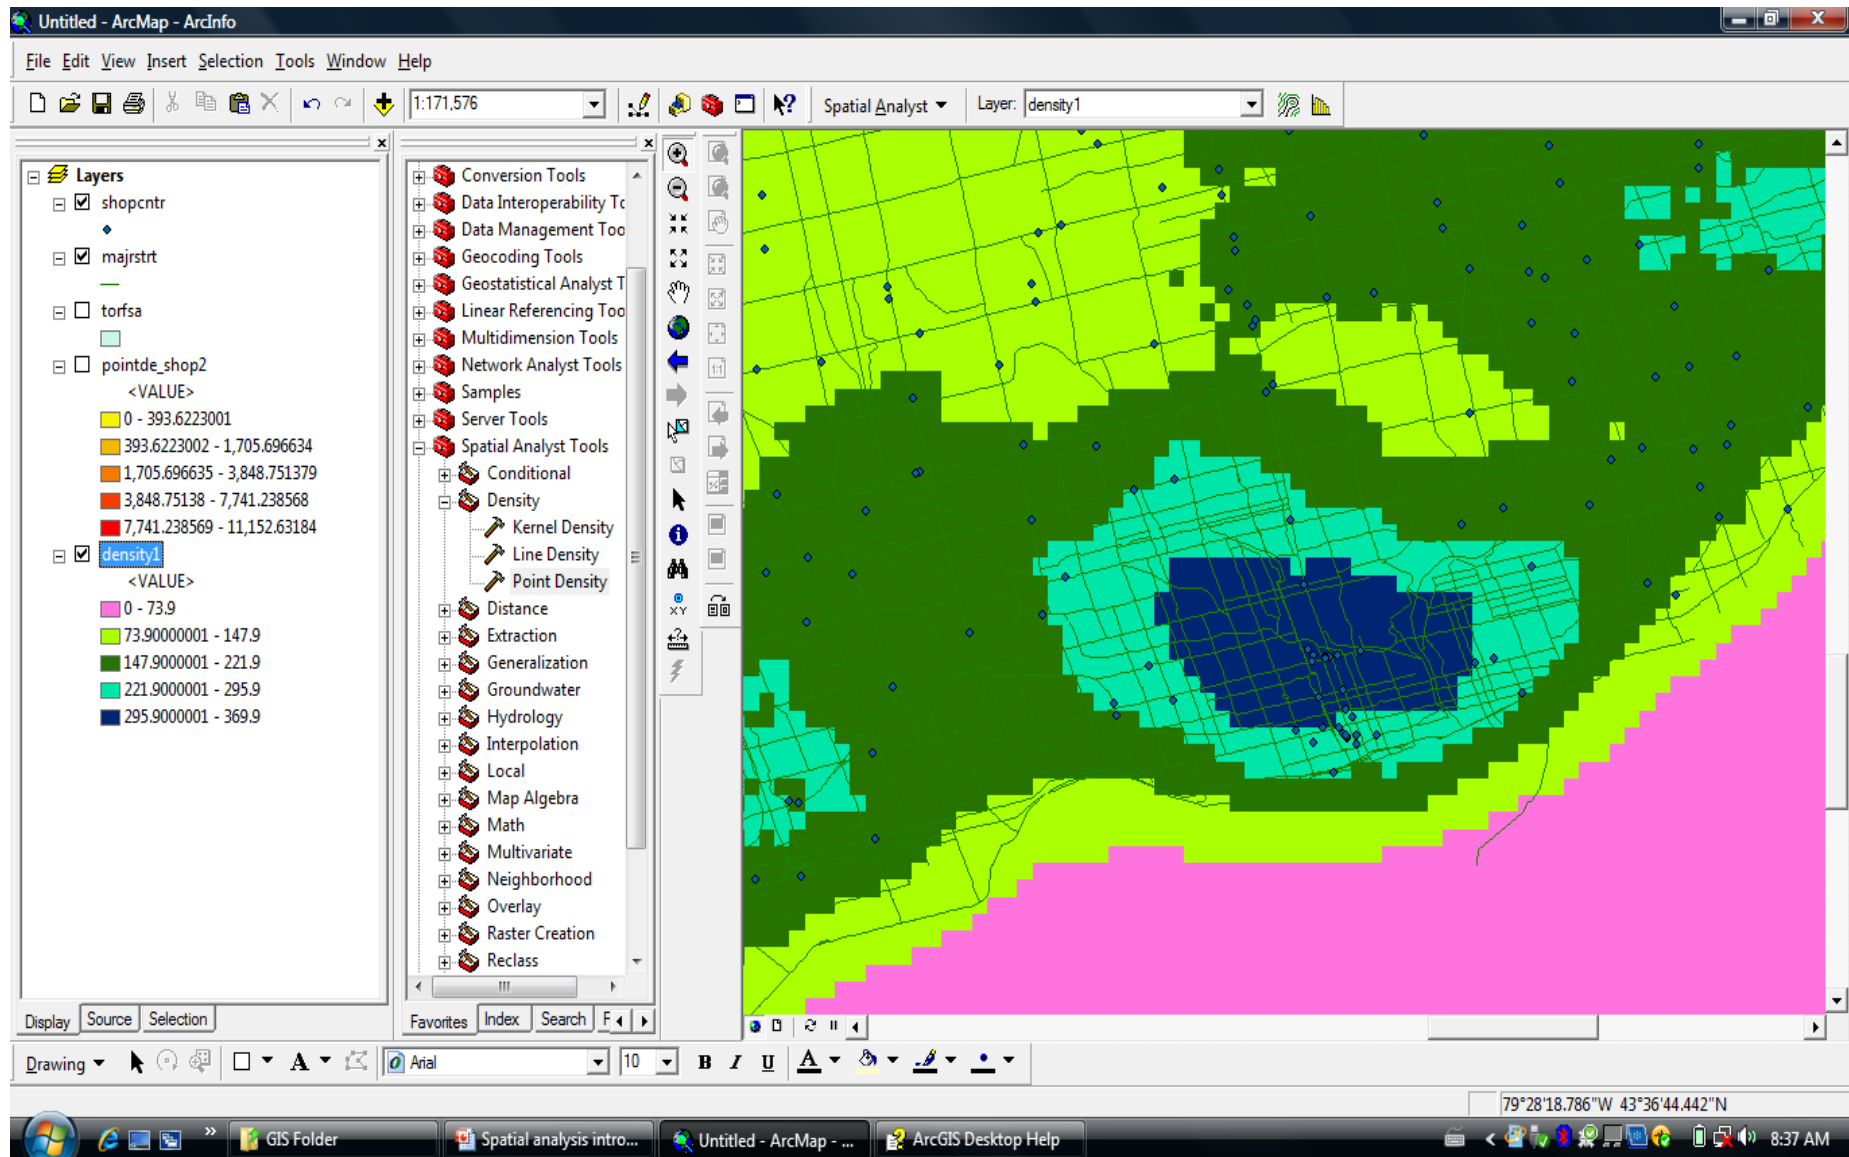 Untitled - ArcMap - ArcInfo
File Edit View Insert Selection Tools Window Help
1:171,576
Spatial Analyst
Layer: density1
Layers
shopcntr
majrstrt
torfsa
pointde_shop2
<VALUE>
0 - 393.6223001
393.6223002 - 1,705.696634
1,705.696635 - 3,848.751379
3,848.75138 - 7,741.238568
7,741.238569 - 11,152.63184
density1
<VALUE>
0 - 73.9
73.90000001 - 147.9
147.9000001 - 221.9
221.9000001 - 295.9
295.9000001 - 369.9
Display Source Selection
Conversion Tools
Data Interoperability To
Data Management Too
Geocoding Tools
Geostatistical Analyst T
Linear Referencing Too
Multidimension Tools
Network Analyst Tools
Samples
Server Tools
Spatial Analyst Tools
Conditional
Density
Kernel Density
Line Density
Point Density
Distance
Extraction
Generalization
Groundwater
Hydrology
Interpolation
Local
Map Algebra
Math
Multivariate
Neighborhood
Overlay
Raster Creation
Reclass
Favorites Index Search F
1:1
XY
Drawing A Arial 10 B I U A
79°28'18.786"W 43°36'44.442"N
GIS Folder
Spatial analysis intro...
Untitled - ArcMap - ...
ArcGIS Desktop Help
8:37 AM